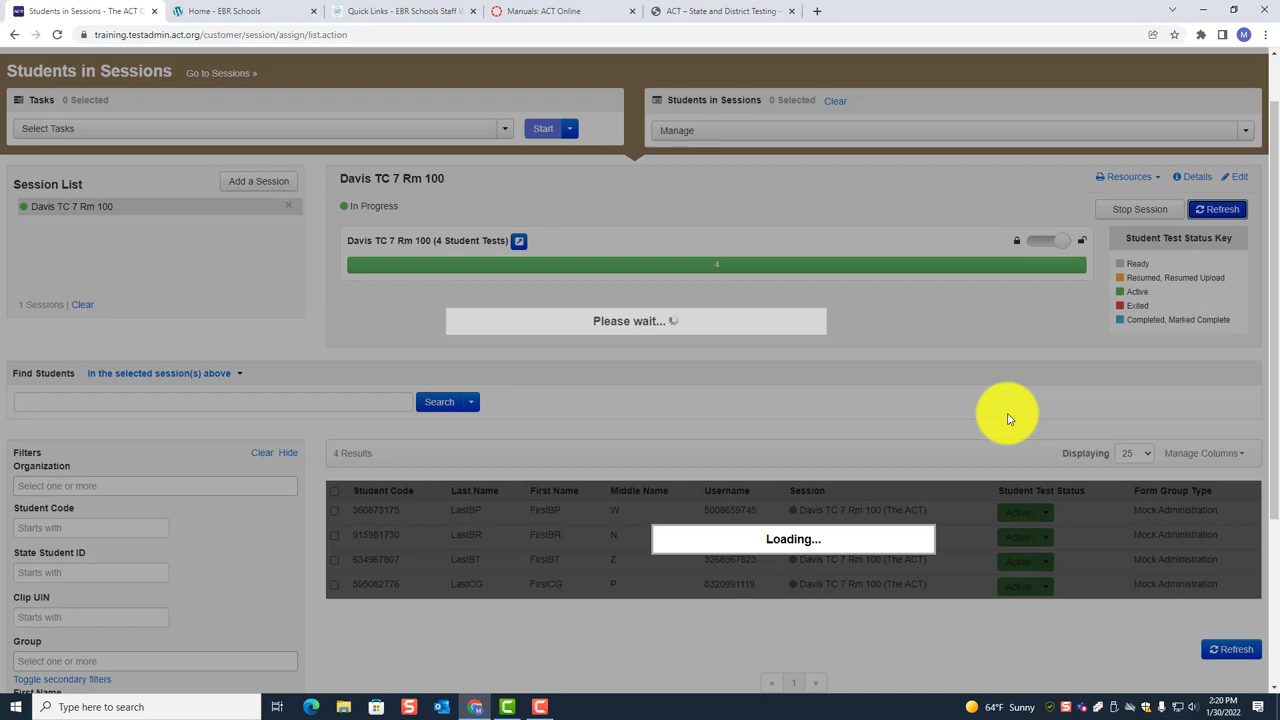 Students in Sessions - The ACT O
Home - EBR Schools
Quick Links - EBR Schools Staff W
Manuals: ACT Online
ACT – State and District Testing –
training.testadmin.act.org/customer/session/assign/list.action
M
Students in Sessions
Go to Sessions »
Tasks 0 Selected
Select Tasks
Start
Students in Sessions 0 Selected Clear
Manage
Session List
Add a Session
Davis TC 7 Rm 100
1 Sessions | Clear
Davis TC 7 Rm 100
Resources
Details
Edit
In Progress
Stop Session
Refresh
Davis TC 7 Rm 100 (4 Student Tests)
4
Student Test Status Key
Ready
Resumed, Resumed Upload
Active
Exited
Completed, Marked Complete
Please wait...
Find Students In the selected session(s) above
Search
Filters
Clear Hide
Organization
Select one or more
Student Code
Starts with
State Student ID
Starts with
Clip UIN
Starts with
Group
Select one or more
Toggle secondary filters
First Name
4 Results
Displaying 25 Manage Columns
Student Code Last Name First Name Middle Name Username Session Student Test Status Form Group Type
360873175 LastBP FirstBP W 5008659745 Davis TC 7 Rm 100 (The ACT) Active Mock Administration
915981730 LastBR FirstBR N Active Mock Administration
634967807 LastBT FirstBT Z 3268967823 Davis TC 7 Rm 100 (The ACT) Active Mock Administration
595082776 LastCG FirstCG P 8320991119 Davis TC 7 Rm 100 (The ACT) Active Mock Administration
Loading...
Refresh
« 1 »
Type here to search
64°F Sunny
2:20 PM
1/30/2022